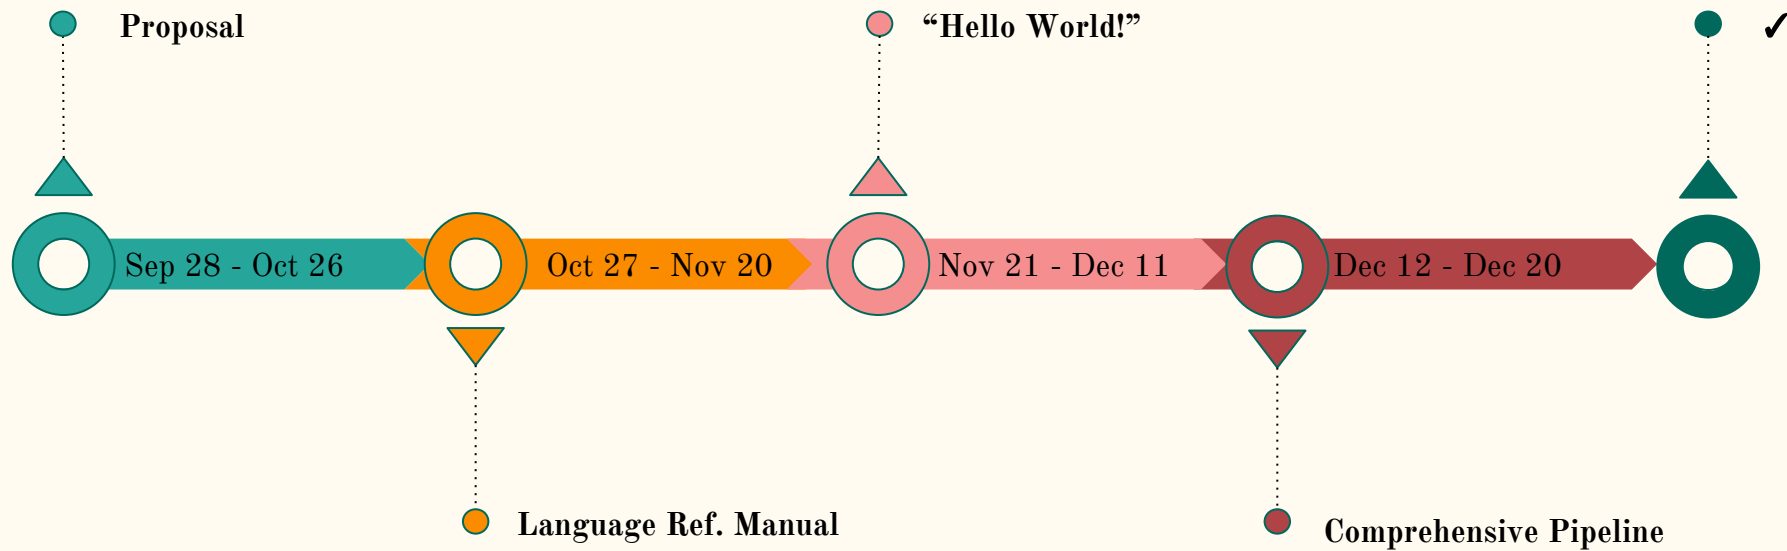 Proposal
“Hello World!”
✓
Sep 28 - Oct 26
Oct 27 - Nov 20
Nov 21 - Dec 11
Dec 12 - Dec 20
Language Ref. Manual
Comprehensive Pipeline